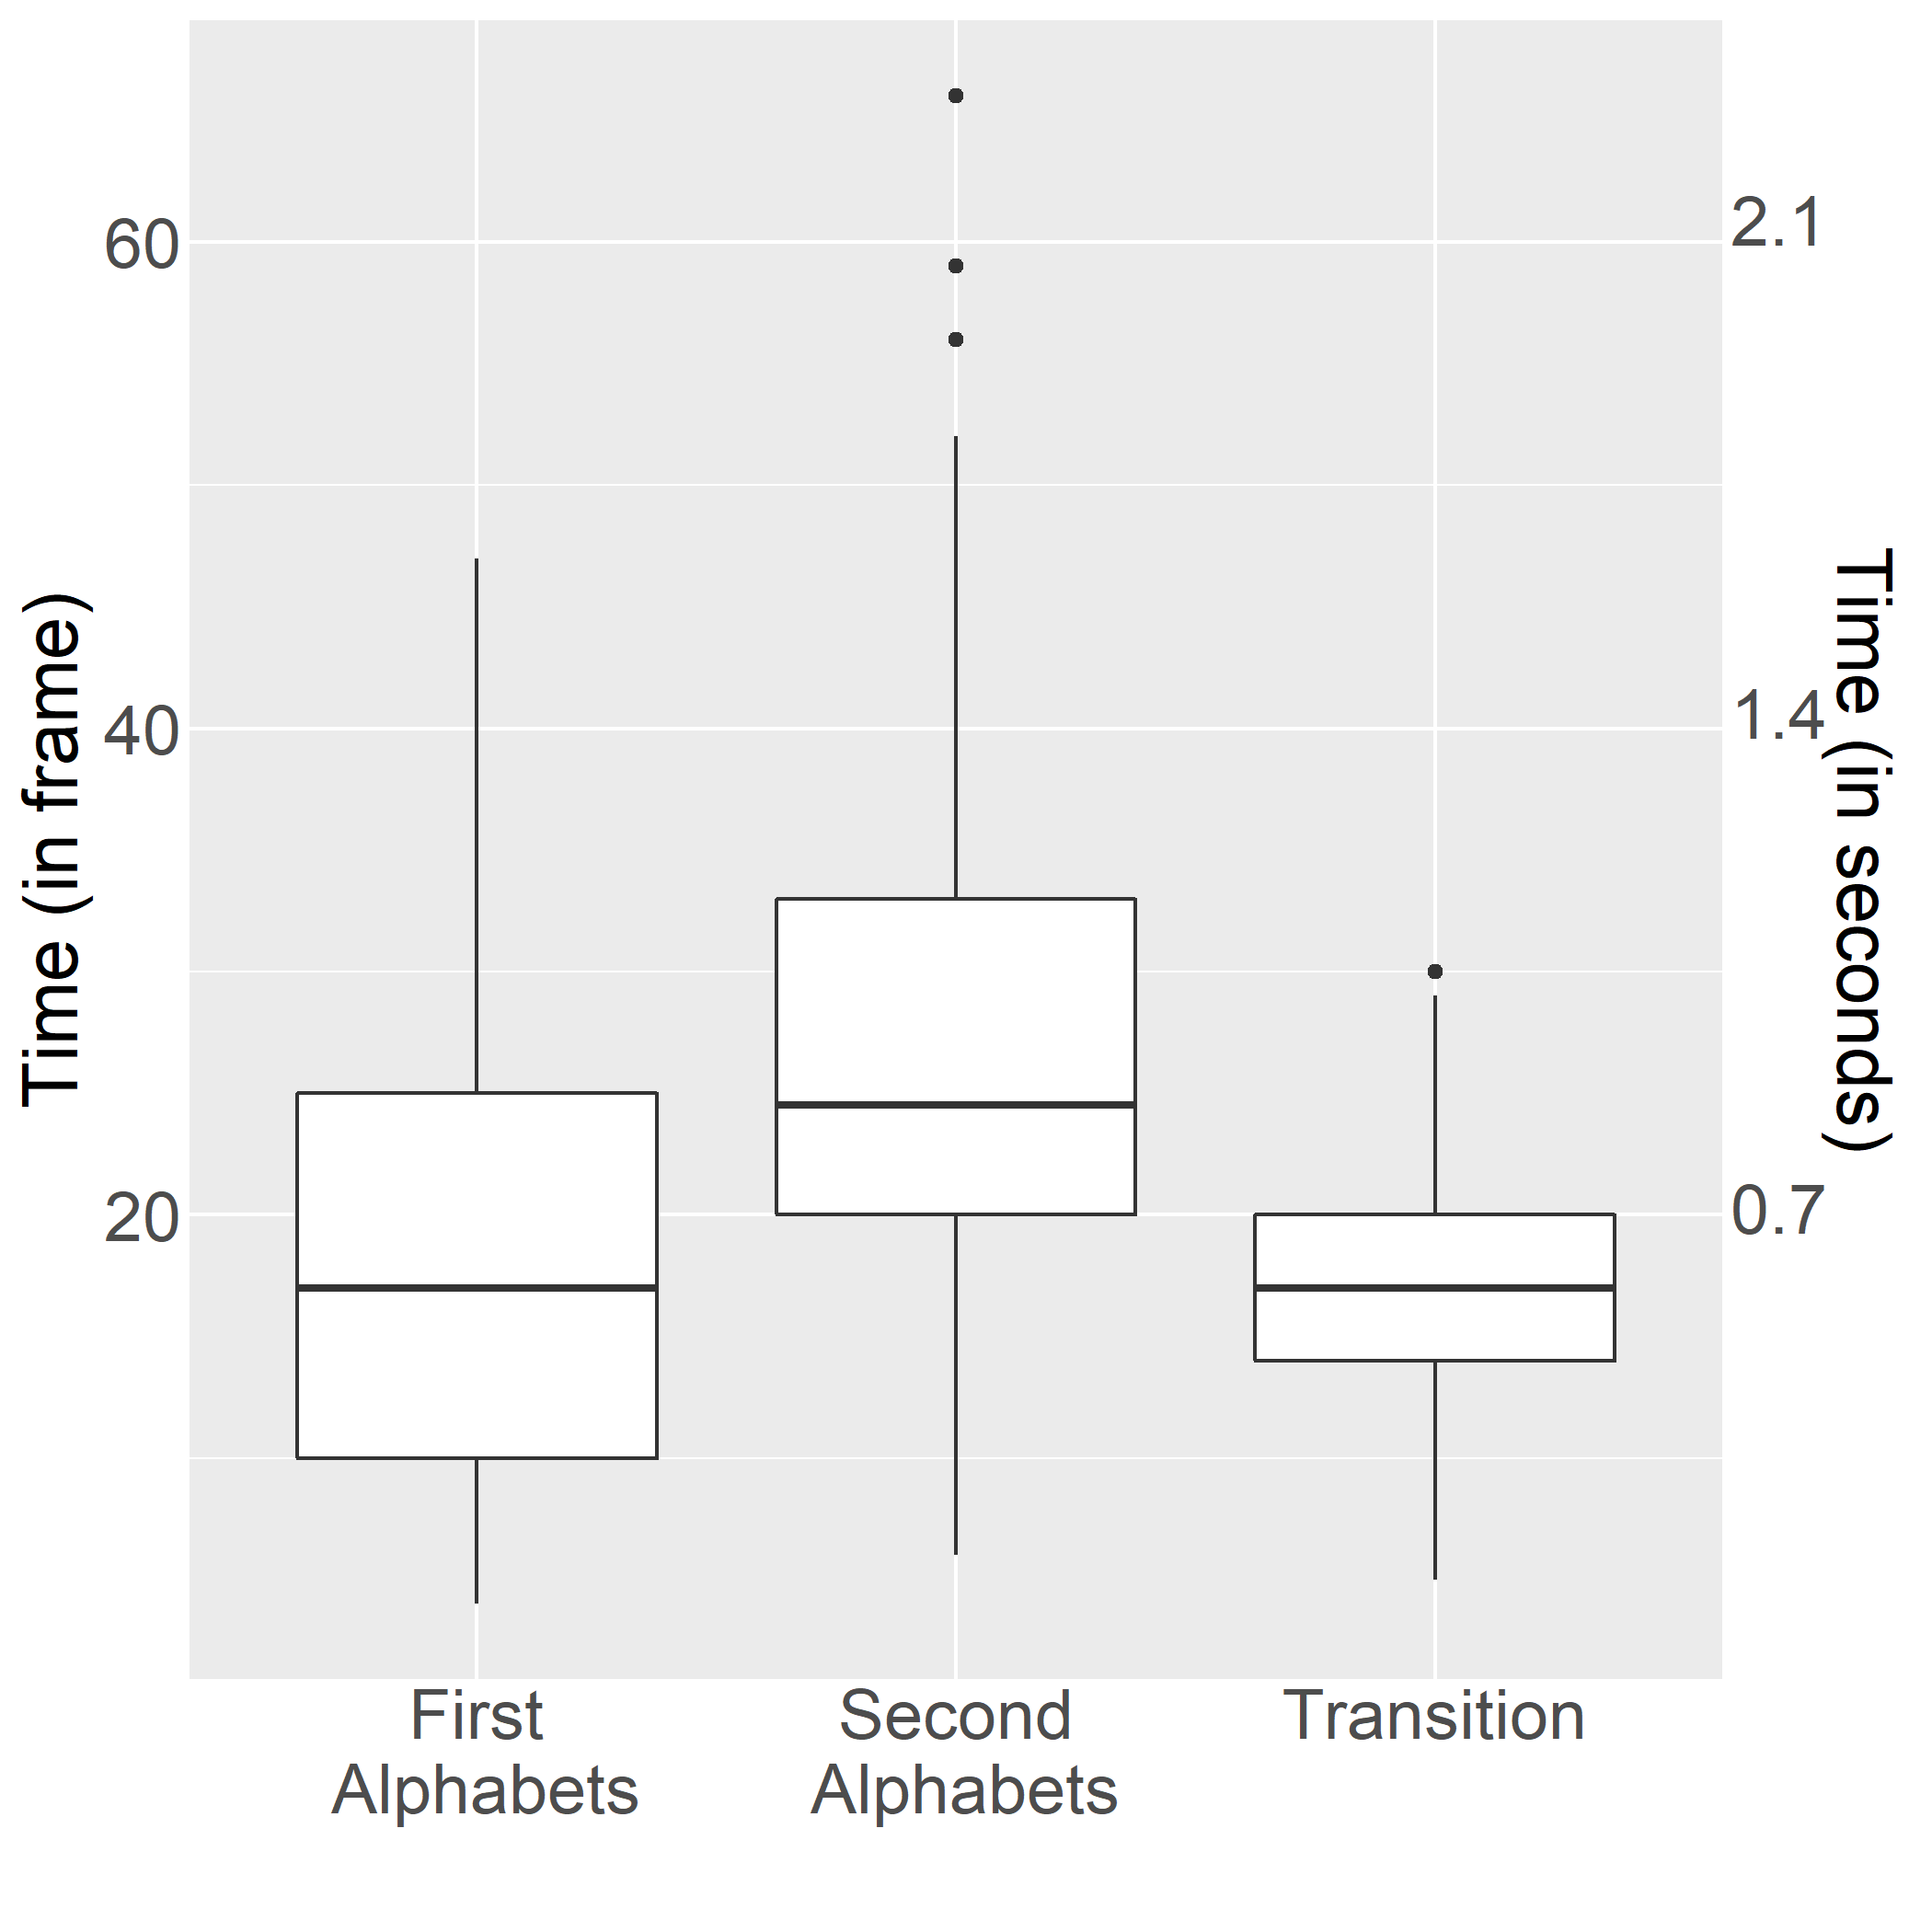 Time (in frame)
60
40
20
2.1
1.4
0.7
Time (in seconds)
First
Alphabets
Second
Alphabets
Transition